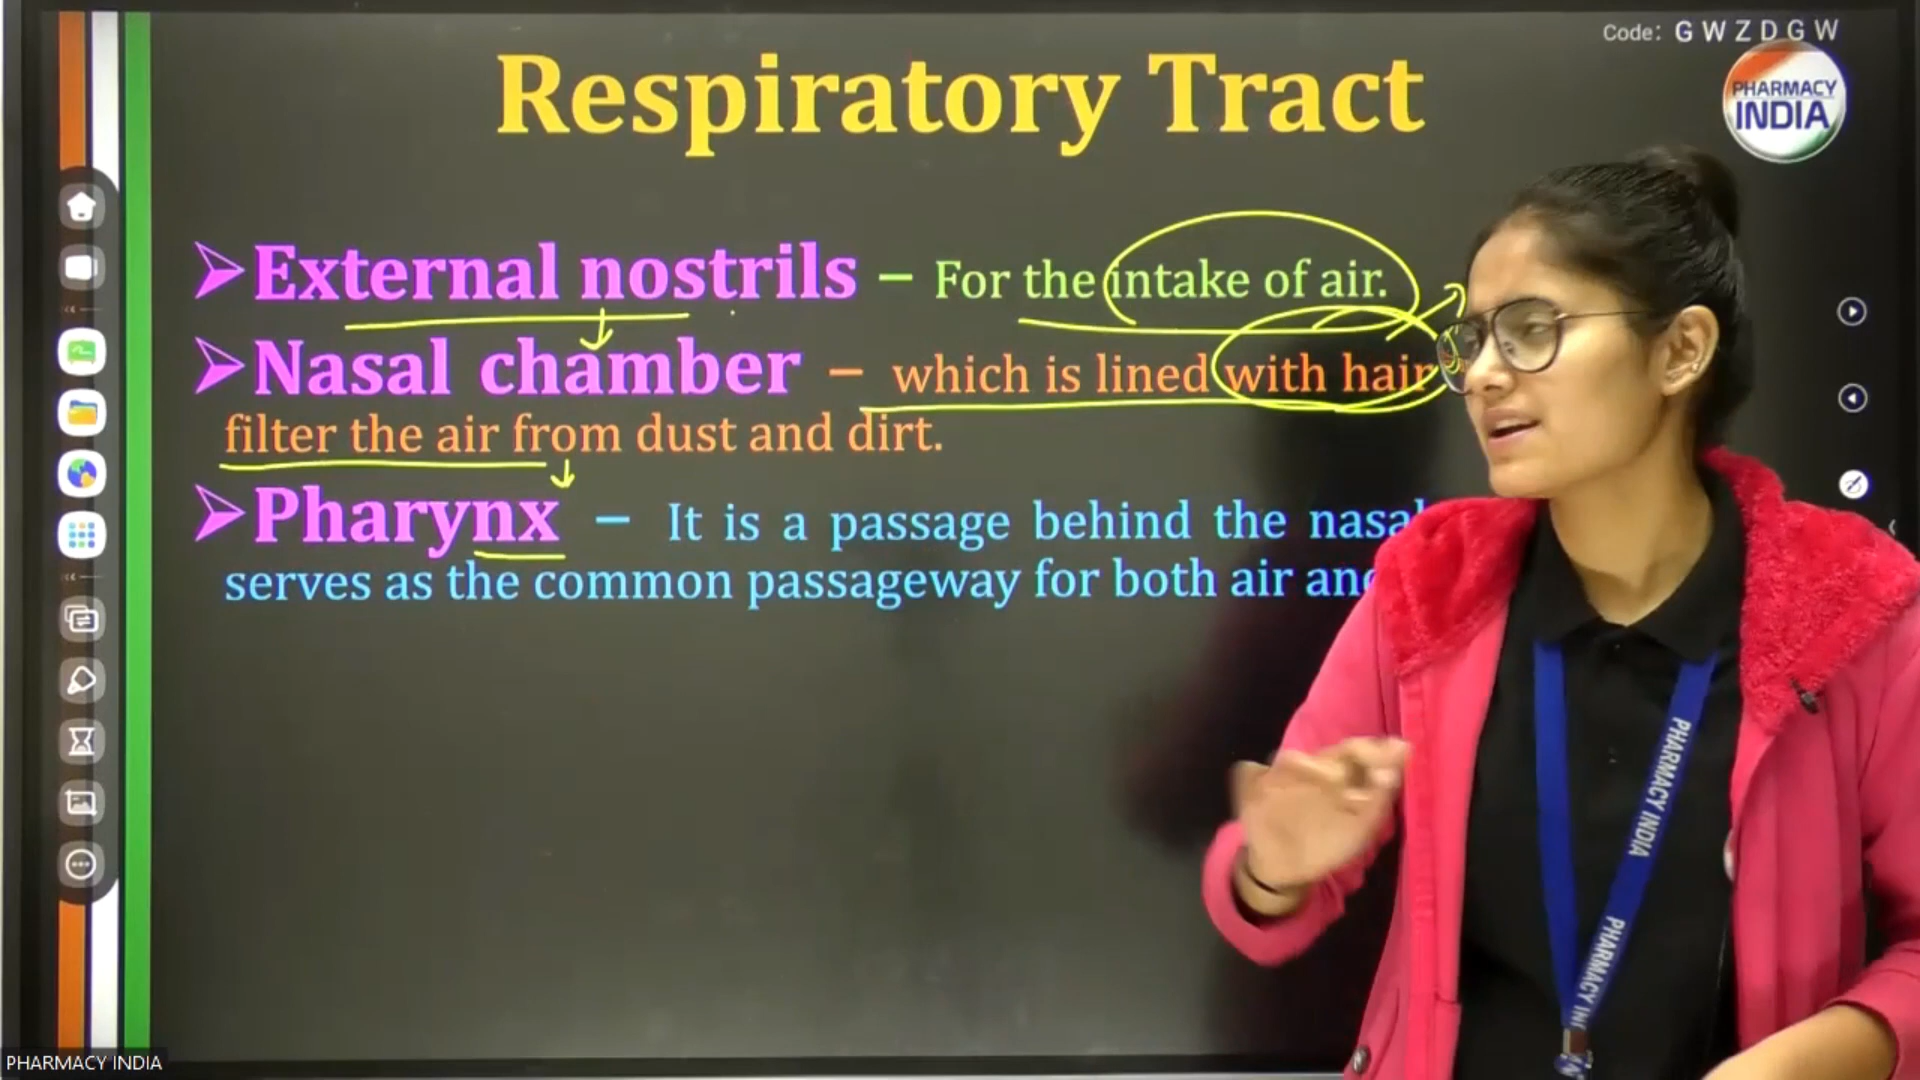 Code: GWZDGW
PHARMACY
INDIA
Respiratory Tract
External nostrils – For the intake of air.
Nasal chamber – which is lined with hair
filter the air from dust and dirt.
Pharynx – It is a passage behind the nasal
serves as the common passageway for both air and
PHARMACY INDIA
PHARMACY
PHARMACY INDIA